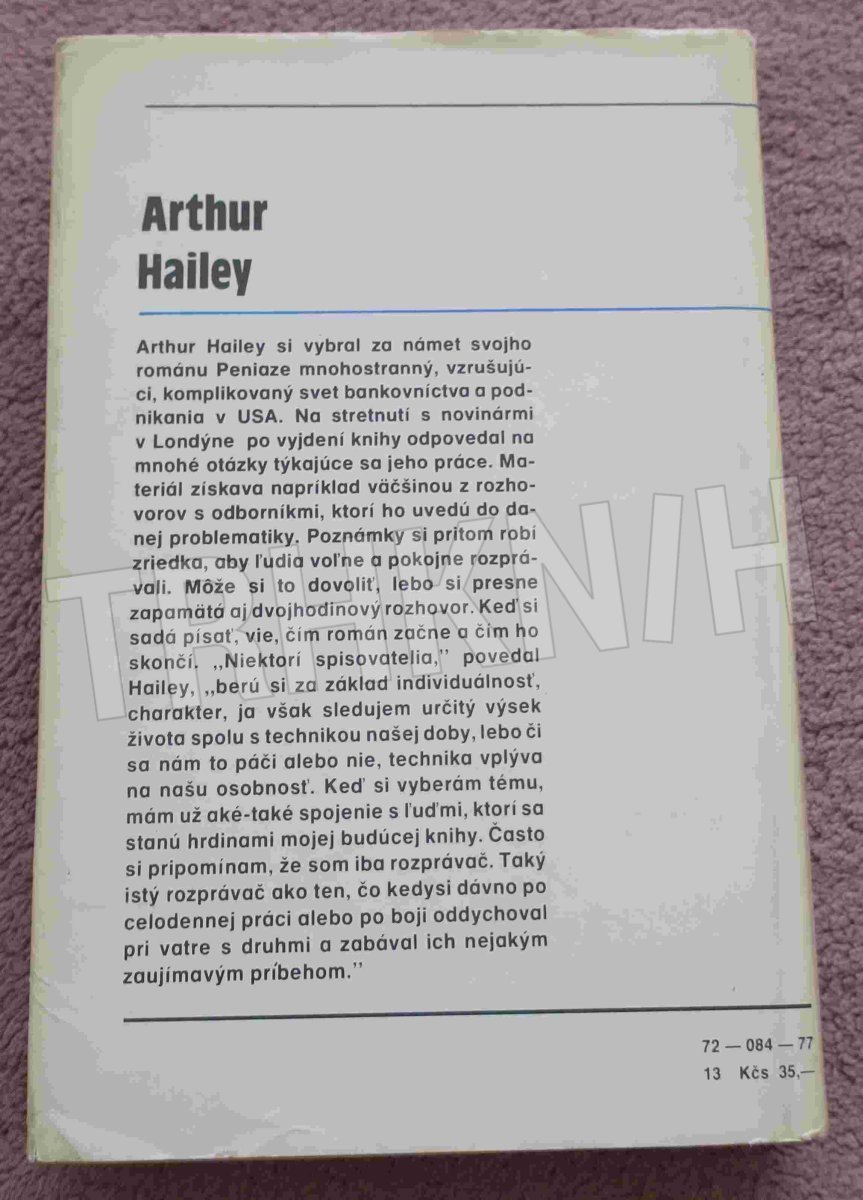 Arthur
Hailey
Arthur Hailey si vybral za námet svojho
románu Peniaze mnohostranný, vzrušujú-
ci, komplikovaný svet bankovníctva a pod-
nikania v USA. Na stretnutí s novinármi
v Londýne po vyjdení knihy odpovedal na
mnohé otázky týkajúce sa jeho práce. Ma-
teriál získava napríklad väčšinou z rozho-
vorov s odborníkmi, ktorí ho uvedú do da-
nej problematiky. Poznámky si pritom robí
zriedka, aby ľudia voľne a pokojne rozprá-
vali. Môže si to dovoliť, lebo si presne
zapamätá aj dvojhodinový rozhovor. Keď si
sadá písať, vie, čím román začne a čím ho
skončí. „Niektorí spisovatelia,” povedal
Hailey, „berú si za základ individuálnosť,
charakter, ja však sledujem určitý výsek
života spolu s technikou našej doby, lebo či
sa nám to páči alebo nie, technika vplýva
na našu osobnosť. Keď si vyberám tému,
mám už aké-také spojenie s ľuďmi, ktorí sa
stanú hrdinami mojej budúcej knihy. Často
si pripomínam, že som iba rozprávač. Taký
istý rozprávač ako ten, čo kedysi dávno po
celodennej práci alebo po boji oddychoval
pri vatre s druhmi a zabával ich nejakým
zaujímavým príbehom.”
72 — 084 — 77
13 Kčs 35,—
TRHKNIH